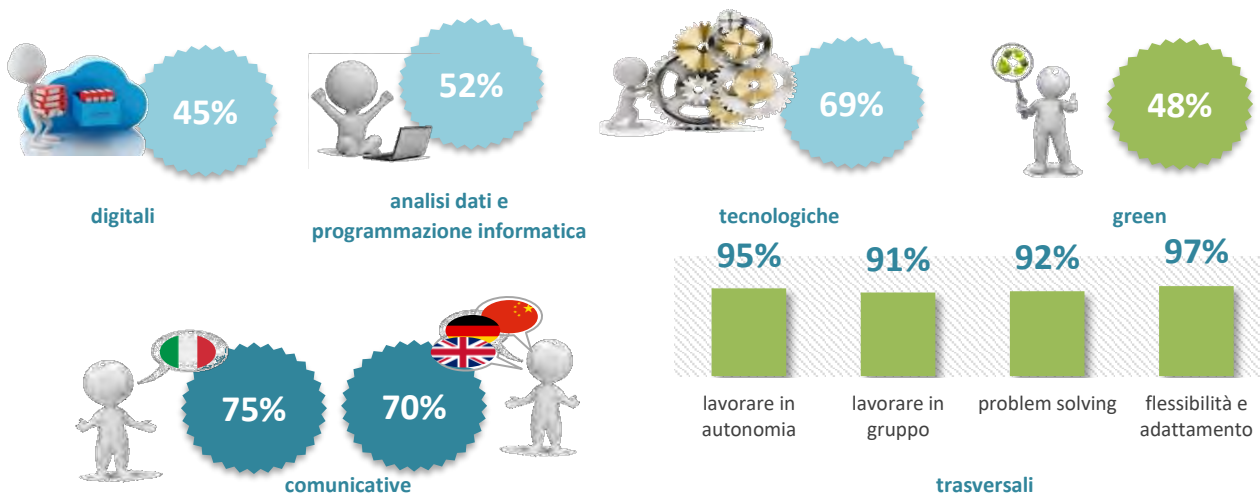 45%
52%
69%
48%
digitali
analisi dati e
programmazione informatica
tecnologiche
green
95%
91%
92%
97%
lavorare in
autonomia
lavorare in
gruppo
problem solving
flessibilità e
adattamento
75%
70%
comunicative
trasversali